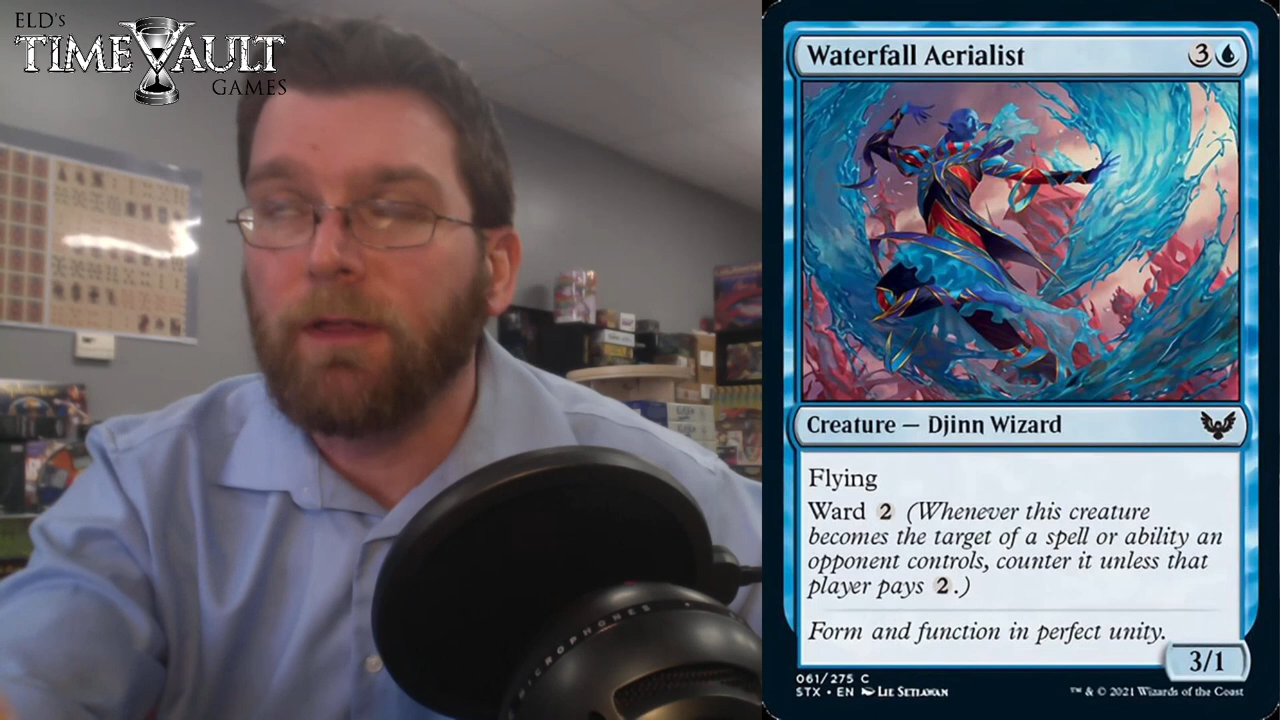 ELD's
TIME VAULT
GAMES
MICROPHONES
Waterfall Aerialist
3
Creature — Djinn Wizard
Flying
Ward 2 (Whenever this creature
becomes the target of a spell or ability an
opponent controls, counter it unless that
player pays 2.)
Form and function in perfect unity.
3/1
061/275 C
STX • EN Lie Setiawan
™ & © 2021 Wizards of the Coast